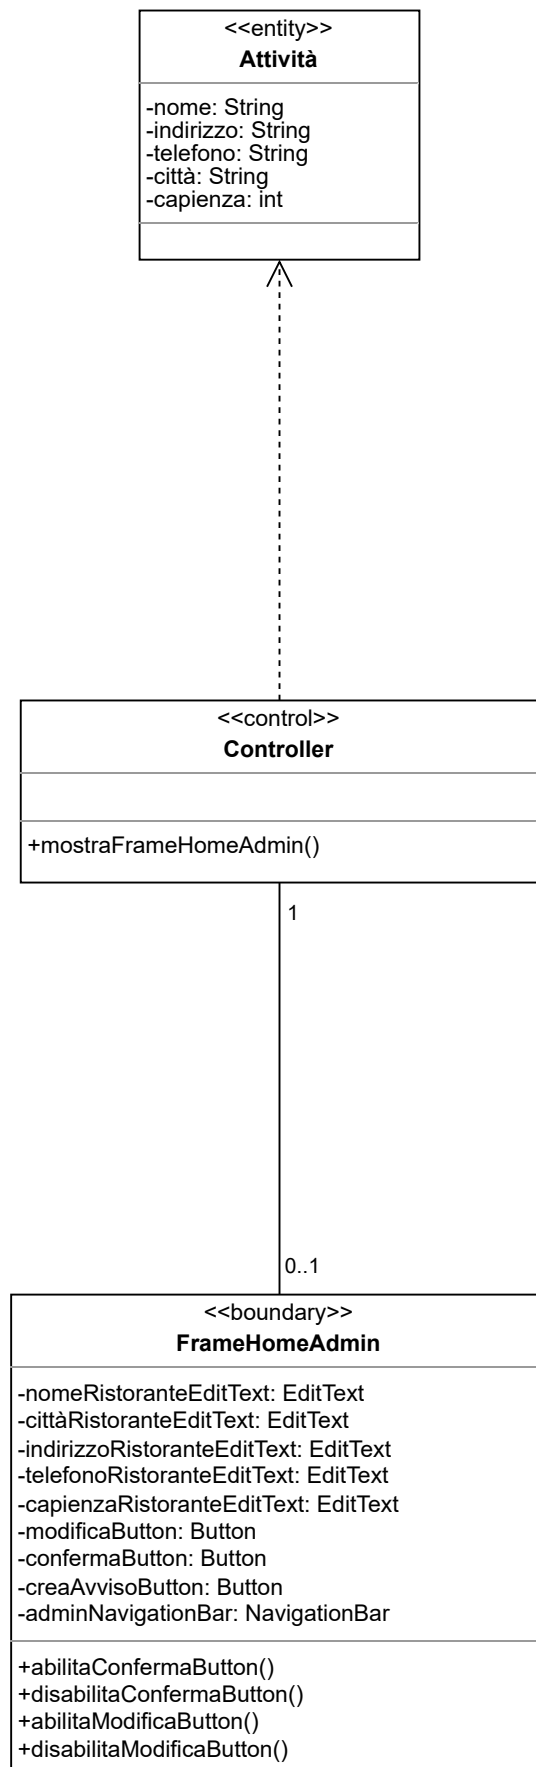 <<entity>>
Attività
-nome: String
-indirizzo: String
-telefono: String
-città: String
-capienza: int
<<control>>
Controller
+mostraFrameHomeAdmin()
1
0..1
<<boundary>>
FrameHomeAdmin
-nomeRistoranteEditText: EditText
-cittàRistoranteEditText: EditText
-indirizzoRistoranteEditText: EditText
-telefonoRistoranteEditText: EditText
-capienzaRistoranteEditText: EditText
-modificaButton: Button
-confermaButton: Button
-creaAvvisoButton: Button
-adminNavigationBar: NavigationBar
+abilitaConfermaButton()
+disabilitaConfermaButton()
+abilitaModificaButton()
+disabilitaModificaButton()